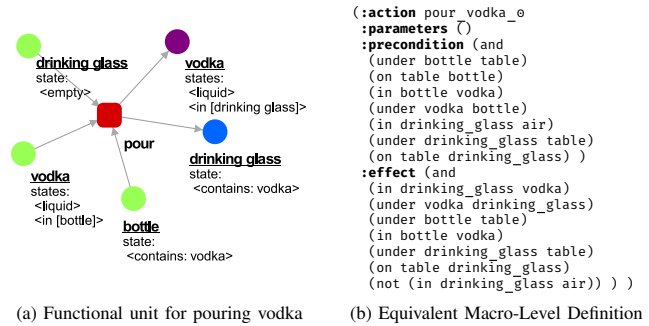 drinking glass
state:
<empty>
vodka
states:
<liquid>
<in [drinking glass]>
pour
drinking glass
state:
<contains: vodka>
vodka
states:
<liquid>
<in [bottle]>
bottle
state:
<contains: vodka>
(a) Functional unit for pouring vodka
(:action pour_vodka_0
:parameters ()
:precondition (and
(under bottle table)
(on table bottle)
(in bottle vodka)
(under vodka bottle)
(in drinking_glass air)
(under drinking_glass table)
(on table drinking_glass) )
:effect (and
(in drinking_glass vodka)
(under vodka drinking_glass)
(under bottle table)
(in bottle vodka)
(under drinking_glass table)
(on table drinking_glass)
(not (in drinking_glass air)) ) )
(b) Equivalent Macro-Level Definition